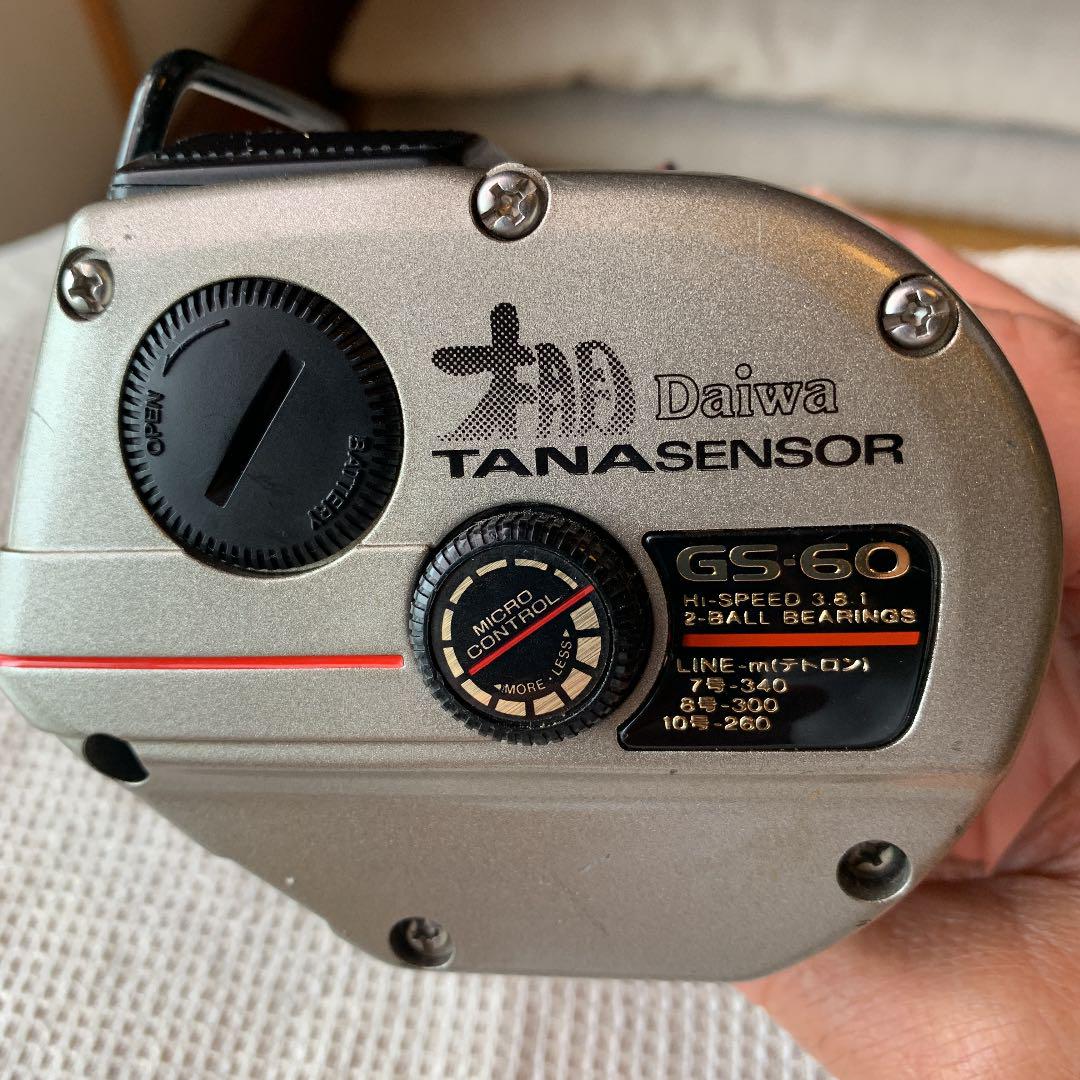 OPEN
BATTERY
棚 Daiwa
TANASENSOR
MICRO
CONTROL
MORE・LESS
GS-60
HI-SPEED 3.8.1
2-BALL BEARINGS
LINE-m(テトロン)
7号-340
8号-300
10号-260